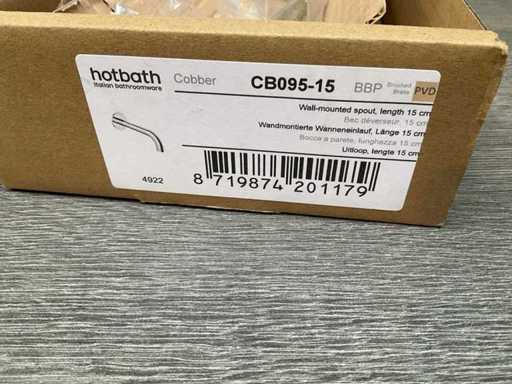 hotbath Cobber CB095-15 BBP Brushed Brass PVD
italian bathroomware
Wall-mounted spout, length 15 cm
Bec déverseur, 15 cm
Wandmontierte Wanneneinlauf, Länge 15 cm
Bocca a parete, lunghezza 15 cm
Uitloop, lengte 15 cm
4922
8 719874 201179